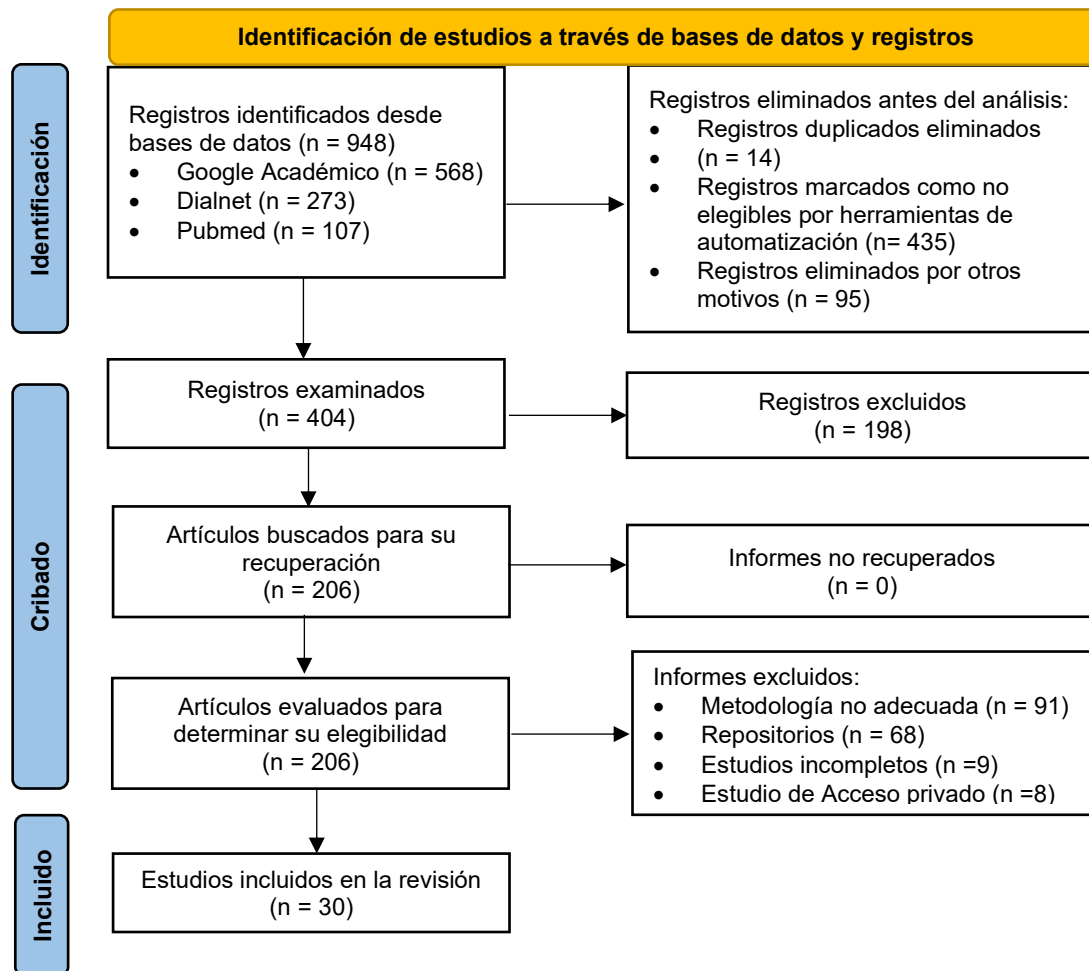 Identificación de estudios a través de bases de datos y registros
Identificación
Registros identificados desde
bases de datos (n = 948)
• Google Académico (n = 568)
• Dialnet (n = 273)
• Pubmed (n = 107)
Registros eliminados antes del análisis:
• Registros duplicados eliminados
• (n = 14)
• Registros marcados como no
elegibles por herramientas de
automatización (n= 435)
• Registros eliminados por otros
motivos (n = 95)
Cribado
Registros examinados
(n = 404)
Registros excluidos
(n = 198)
Artículos buscados para su
recuperación
(n = 206)
Informes no recuperados
(n = 0)
Artículos evaluados para
determinar su elegibilidad
(n = 206)
Informes excluidos:
• Metodología no adecuada (n = 91)
• Repositorios (n = 68)
• Estudios incompletos (n =9)
• Estudio de Acceso privado (n =8)
Incluido
Estudios incluidos en la revisión
(n = 30)